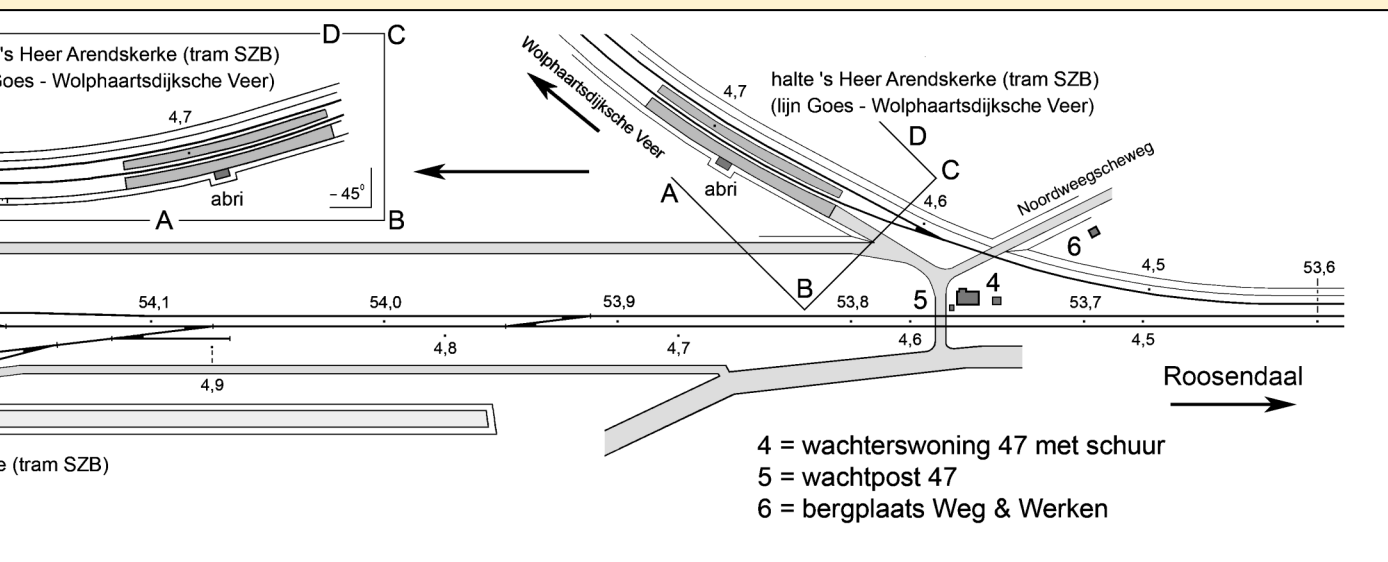 D C
's Heer Arendskerke (tram SZB)
Goes - Wolphaartsdijksche Veer)
4,7
abri
- 45°
A
B
Wolphaartsdijksche Veer
4,7
halte 's Heer Arendskerke (tram SZB)
(lijn Goes - Wolphaartsdijksche Veer)
D
C
A
abri
4,6
Noordweegscheweg
6
B
5
4
4,5
53,6
54,1
54,0
53,9
53,8
53,7
4,9
4,8
4,7
4,6
4,5
Roosendaal
4 = wachterswoning 47 met schuur
5 = wachtpost 47
6 = bergplaats Weg & Werken
e (tram SZB)